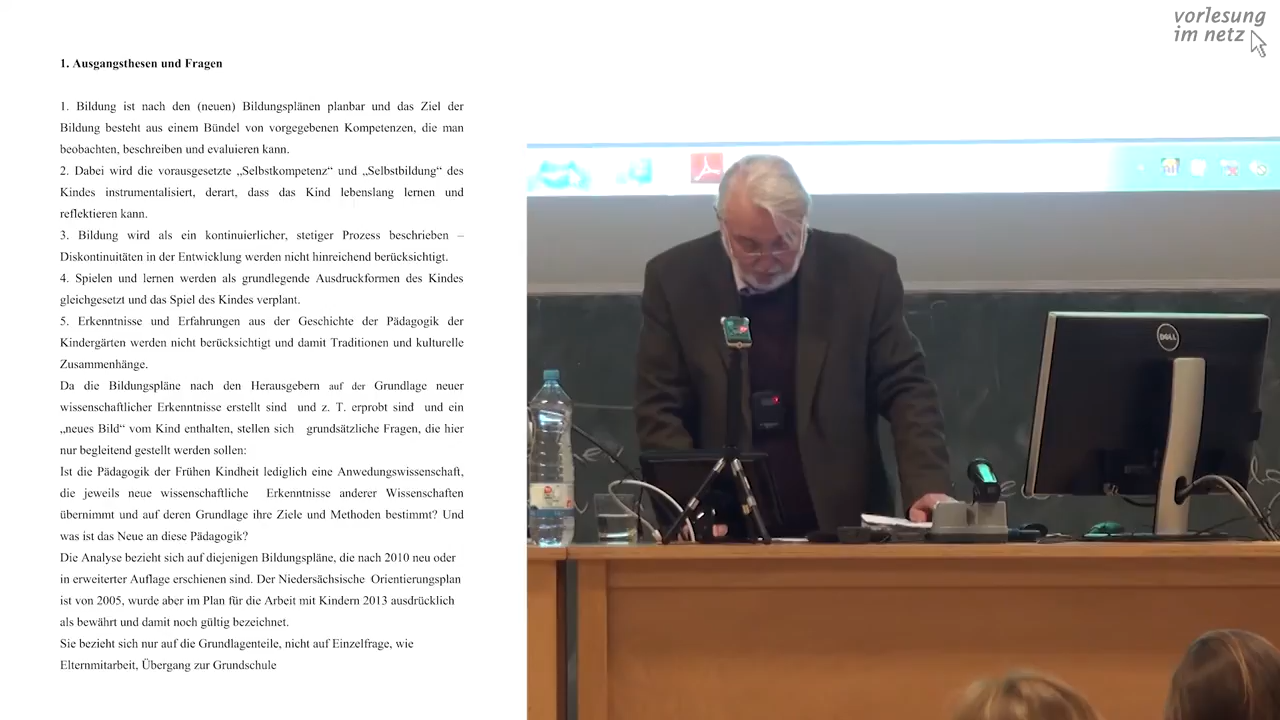 vorlesung
im netz
1. Ausgangsthesen und Fragen
1. Bildung ist nach den (neuen) Bildungsplänen planbar und das Ziel der
Bildung besteht aus einem Bündel von vorgegebenen Kompetenzen, die man
beobachten, beschreiben und evaluieren kann.
2. Dabei wird die vorausgesetzte „Selbstkompetenz“ und „Selbstbildung“ des
Kindes instrumentalisiert, derart, dass das Kind lebenslang lernen und
reflektieren kann.
3. Bildung wird als ein kontinuierlicher, stetiger Prozess beschrieben –
Diskontinuitäten in der Entwicklung werden nicht hinreichend berücksichtigt.
4. Spielen und lernen werden als grundlegende Ausdruckformen des Kindes
gleichgesetzt und das Spiel des Kindes verplant.
5. Erkenntnisse und Erfahrungen aus der Geschichte der Pädagogik der
Kindergärten werden nicht berücksichtigt und damit Traditionen und kulturelle
Zusammenhänge.
Da die Bildungspläne nach den Herausgebern auf der Grundlage neuer
wissenschaftlicher Erkenntnisse erstellt sind und z. T. erprobt sind und ein
„neues Bild“ vom Kind enthalten, stellen sich grundsätzliche Fragen, die hier
nur begleitend gestellt werden sollen:
Ist die Pädagogik der Frühen Kindheit lediglich eine Anwedungswissenschaft,
die jeweils neue wissenschaftliche Erkenntnisse anderer Wissenschaften
übernimmt und auf deren Grundlage ihre Ziele und Methoden bestimmt? Und
was ist das Neue an diese Pädagogik?
Die Analyse bezieht sich auf diejenigen Bildungspläne, die nach 2010 neu oder
in erweiterter Auflage erschienen sind. Der Niedersächsische Orientierungsplan
ist von 2005, wurde aber im Plan für die Arbeit mit Kindern 2013 ausdrücklich
als bewährt und damit noch gültig bezeichnet.
Sie bezieht sich nur auf die Grundlagenteile, nicht auf Einzelfrage, wie
Elternmitarbeit, Übergang zur Grundschule
DELL